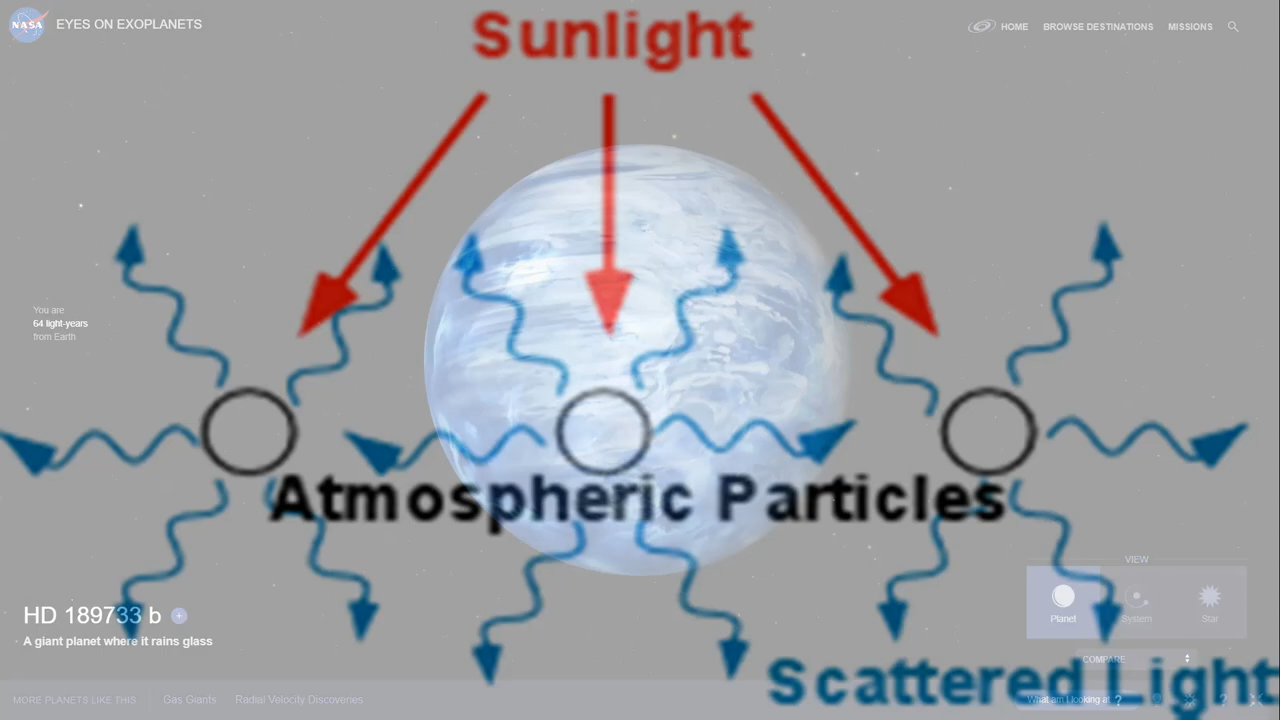 NASA
EYES ON EXOPLANETS
HOME
BROWSE DESTINATIONS
MISSIONS
Sunlight
You are
64 light-years
from Earth
Atmospheric Particles
VIEW
Planet
System
Star
HD 189733 b
A giant planet where it rains glass
COMPARE
Scattered Light
MORE PLANETS LIKE THIS
Gas Giants
Radial Velocity Discoveries
What am I looking at ?
?